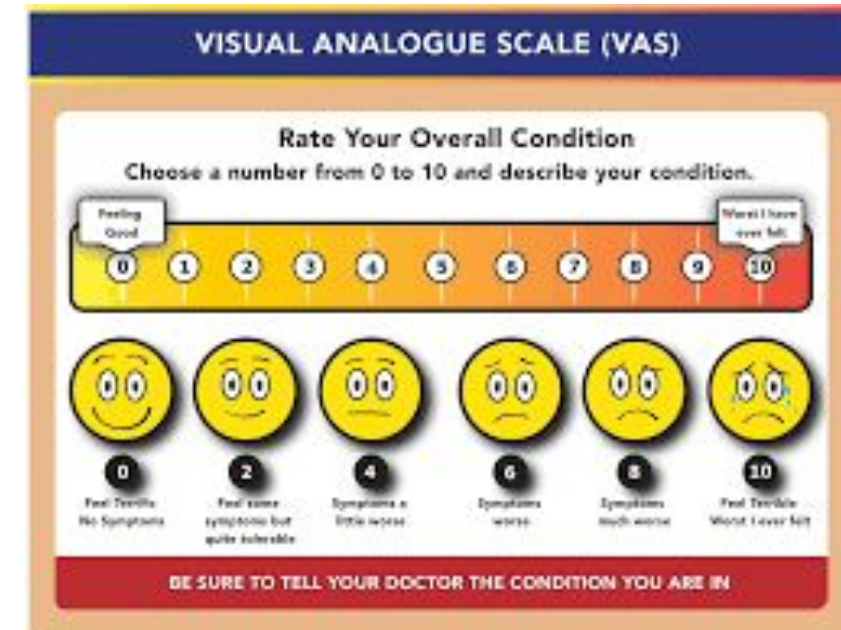 VISUAL ANALOGUE SCALE (VAS)
Rate Your Overall Condition
Choose a number from 0 to 10 and describe your condition.
Feeling
Good
Worst I have
ever felt
0 1 2 3 4 5 6 7 8 9 10
0 2 4 6 8 10
Feel Terrific
No Symptoms
Feel some
symptoms but
quite tolerable
Symptoms a
little worse
Symptoms
worse
Symptoms
much worse
Feel Terrible
Worst I ever felt
BE SURE TO TELL YOUR DOCTOR THE CONDITION YOU ARE IN